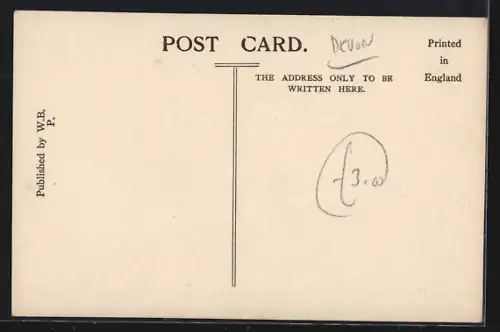 POST CARD.
DEVON
Printed
in
England
THE ADDRESS ONLY TO BE
WRITTEN HERE.
Published by W.B.
P.
£3.00